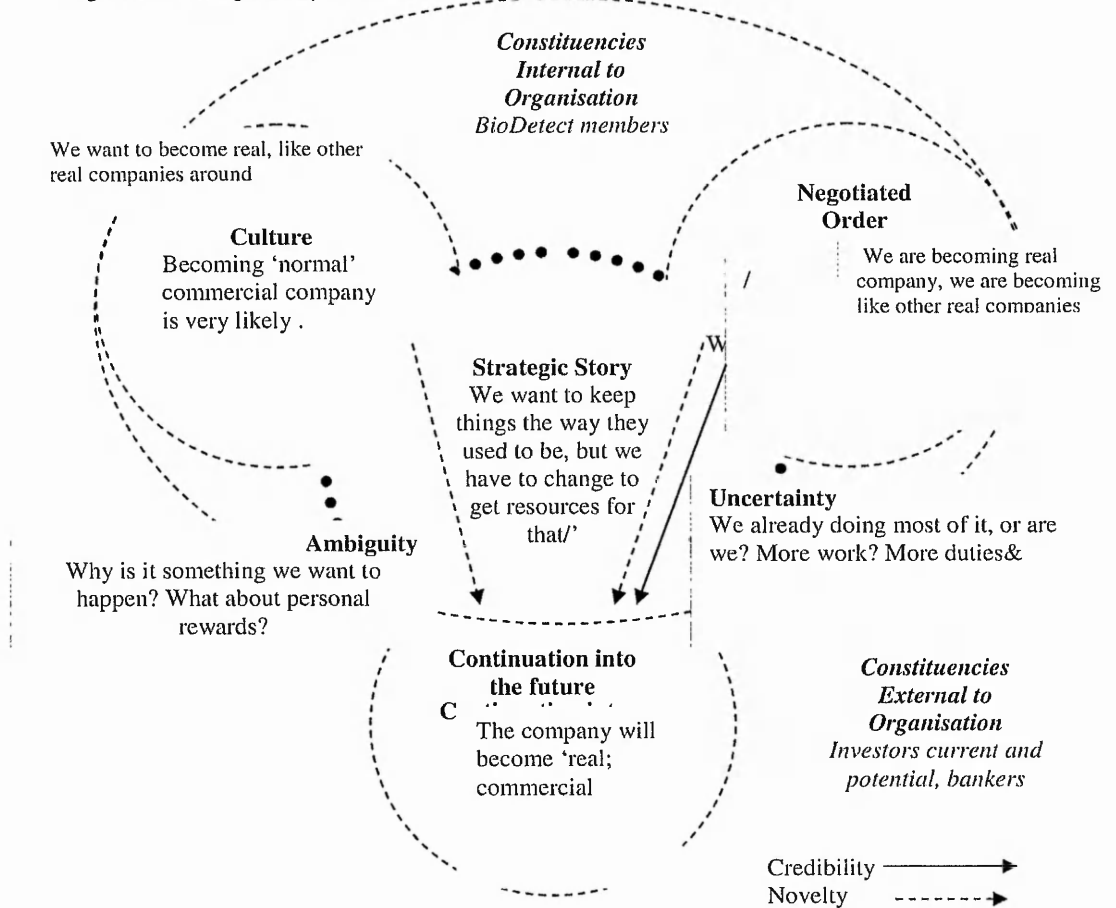 Constituencies
Internal to
Organisation
BioDetect members
We want to become real, like other
real companies around
Culture
Becoming ‘normal’
commercial company
is very likely .
Negotiated
Order
We are becoming real
company, we are becoming
like other real companies
W
/
Strategic Story
We want to keep
things the way they
used to be, but we
have to change to
get resources for
that/’
Uncertainty
We already doing most of it, or are
we? More work? More duties&
Ambiguity
Why is it something we want to
happen? What about personal
rewards?
Continuation into
the future
C
The company will
become ‘real;
commercial
Constituencies
External to
Organisation
Investors current and
potential, bankers
Credibility
Novelty